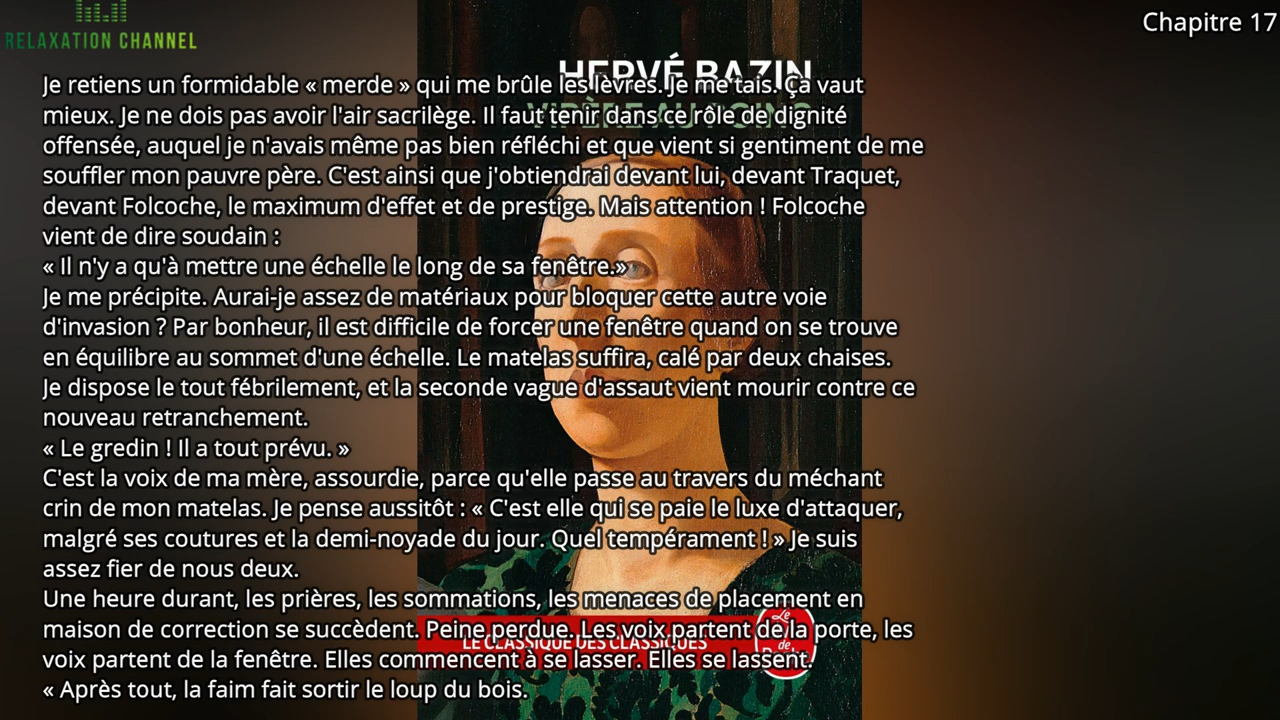 RELAXATION CHANNEL
Chapitre 17
HERVÉ BAZIN
VIPÈRE AU POING
Je retiens un formidable « merde » qui me brûle les lèvres. Je me tais. Ça vaut
mieux. Je ne dois pas avoir l'air sacrilège. Il faut tenir dans ce rôle de dignité
offensée, auquel je n'avais même pas bien réfléchi et que vient si gentiment de me
souffler mon pauvre père. C'est ainsi que j'obtiendrai devant lui, devant Traquet,
devant Folcoche, le maximum d'effet et de prestige. Mais attention ! Folcoche
vient de dire soudain :
« Il n'y a qu'à mettre une échelle le long de sa fenêtre.»
Je me précipite. Aurai-je assez de matériaux pour bloquer cette autre voie
d'invasion ? Par bonheur, il est difficile de forcer une fenêtre quand on se trouve
en équilibre au sommet d'une échelle. Le matelas suffira, calé par deux chaises.
Je dispose le tout fébrilement, et la seconde vague d'assaut vient mourir contre ce
nouveau retranchement.
« Le gredin ! Il a tout prévu. »
C'est la voix de ma mère, assourdie, parce qu'elle passe au travers du méchant
crin de mon matelas. Je pense aussitôt : « C'est elle qui se paie le luxe d'attaquer,
malgré ses coutures et la demi-noyade du jour. Quel tempérament ! » Je suis
assez fier de nous deux.
Une heure durant, les prières, les sommations, les menaces de placement en
maison de correction se succèdent. Peine perdue. Les voix partent de la porte, les
voix partent de la fenêtre. Elles commencent à se lasser. Elles se lassent.
« Après tout, la faim fait sortir le loup du bois.
LE CLASSIQUE DES CLASSIQUES
Le
de